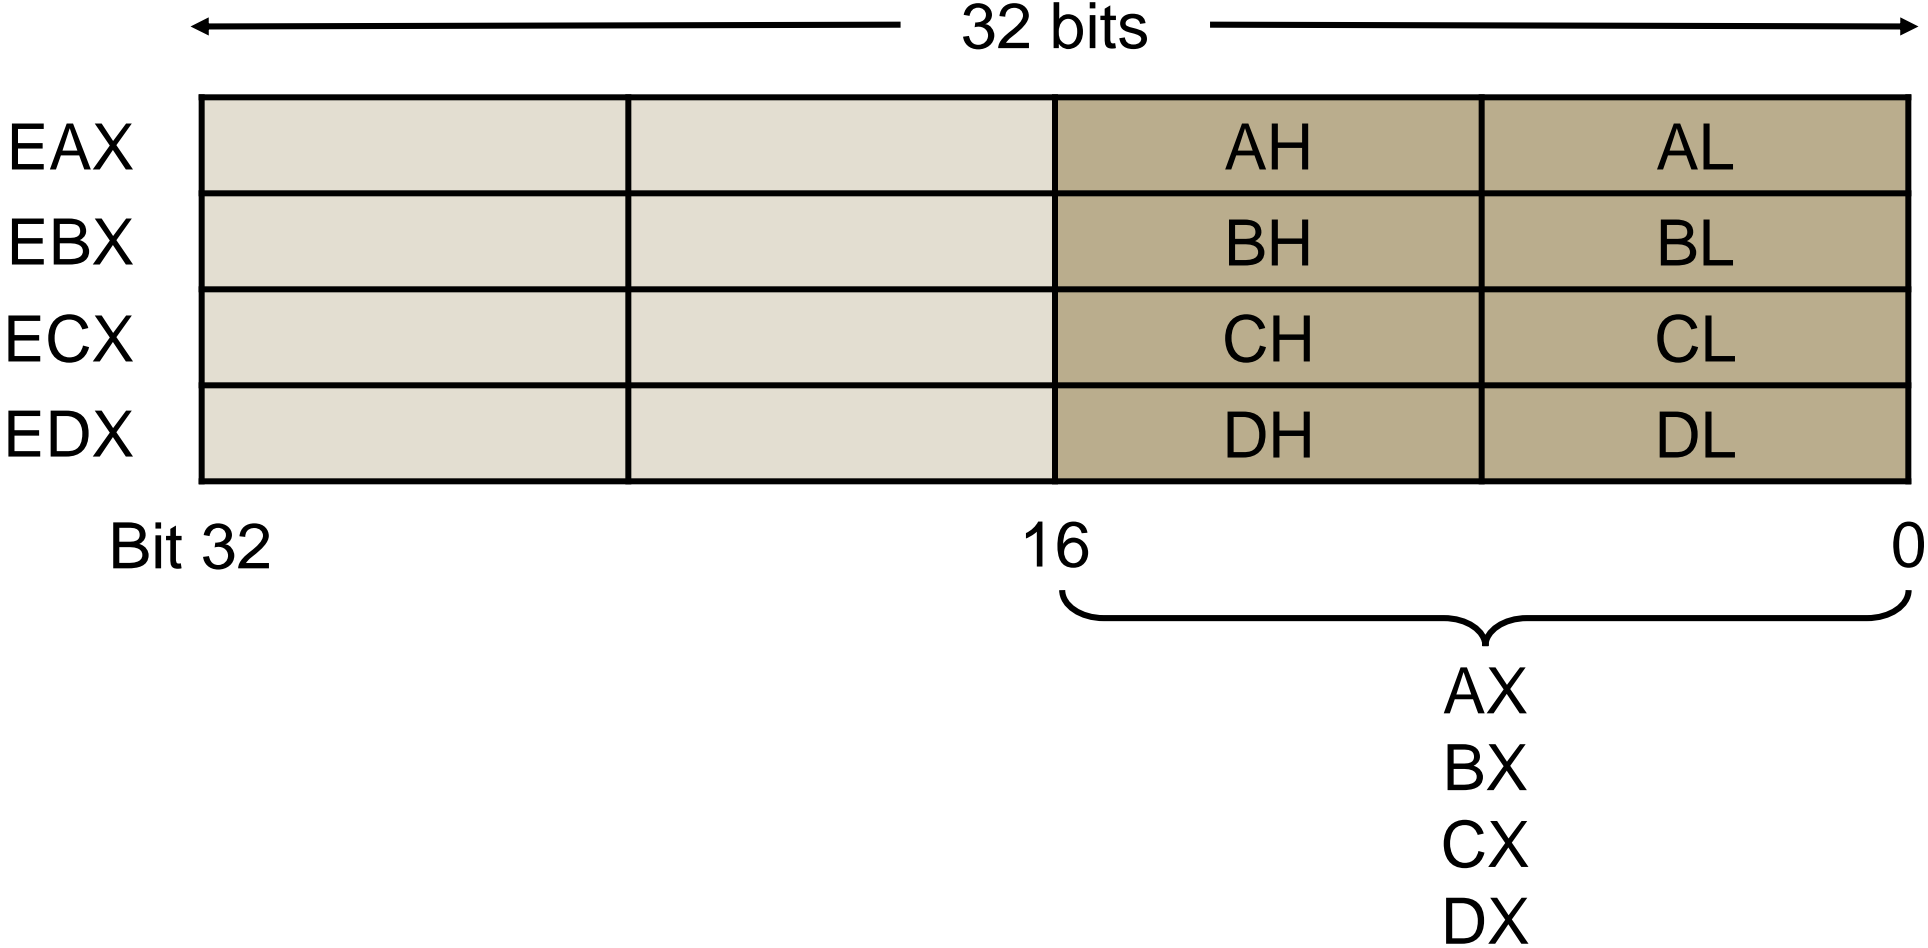 32 bits
EAX AH AL
EBX BH BL
ECX CH CL
EDX DH DL
Bit 32 16 0
AX
BX
CX
DX